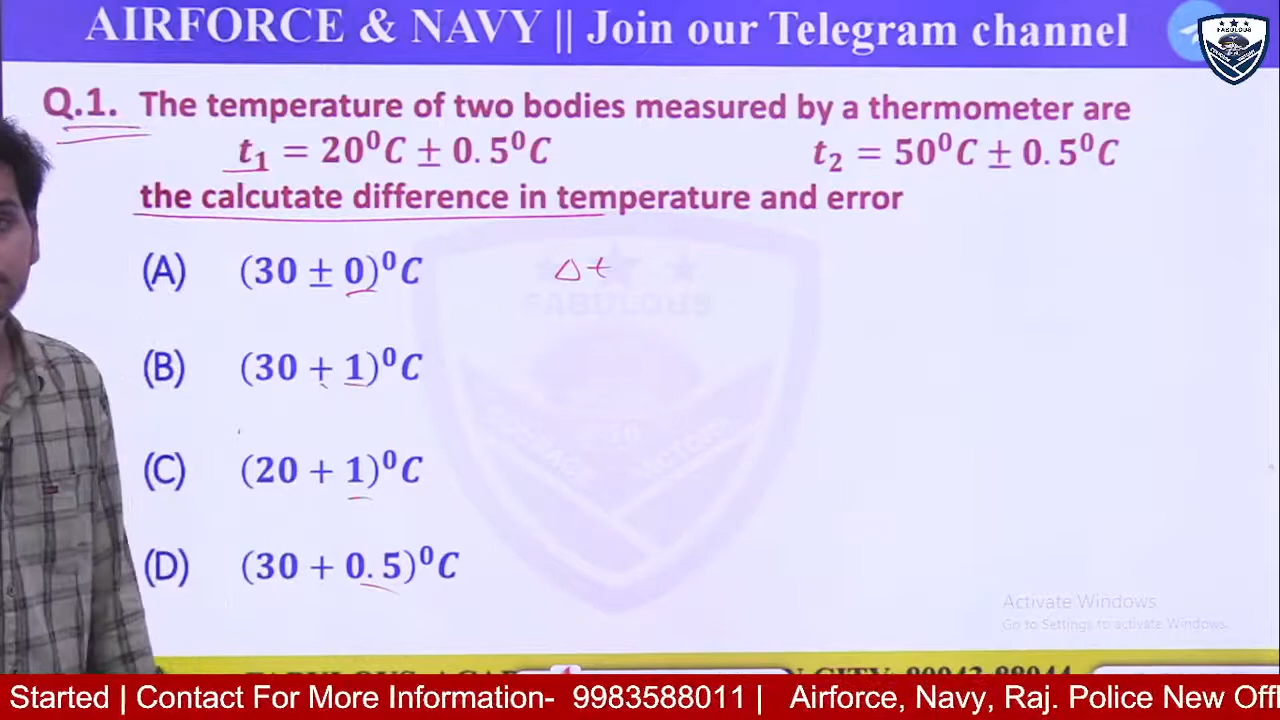 AIRFORCE & NAVY || Join our Telegram channel
FABULOUS
Q.1. The temperature of two bodies measured by a thermometer are
t₁ = 20⁰C ± 0.5⁰C t₂ = 50⁰C ± 0.5⁰C
the calcutate difference in temperature and error
(A) (30 ± 0)⁰C Δt
FABULOUS
(B) (30 + 1)⁰C
(C) (20 + 1)⁰C
(D) (30 + 0.5)⁰C
Activate Windows
Go to Settings to activate Windows.
Started | Contact For More Information- 9983588011 | Airforce, Navy, Raj. Police New Off